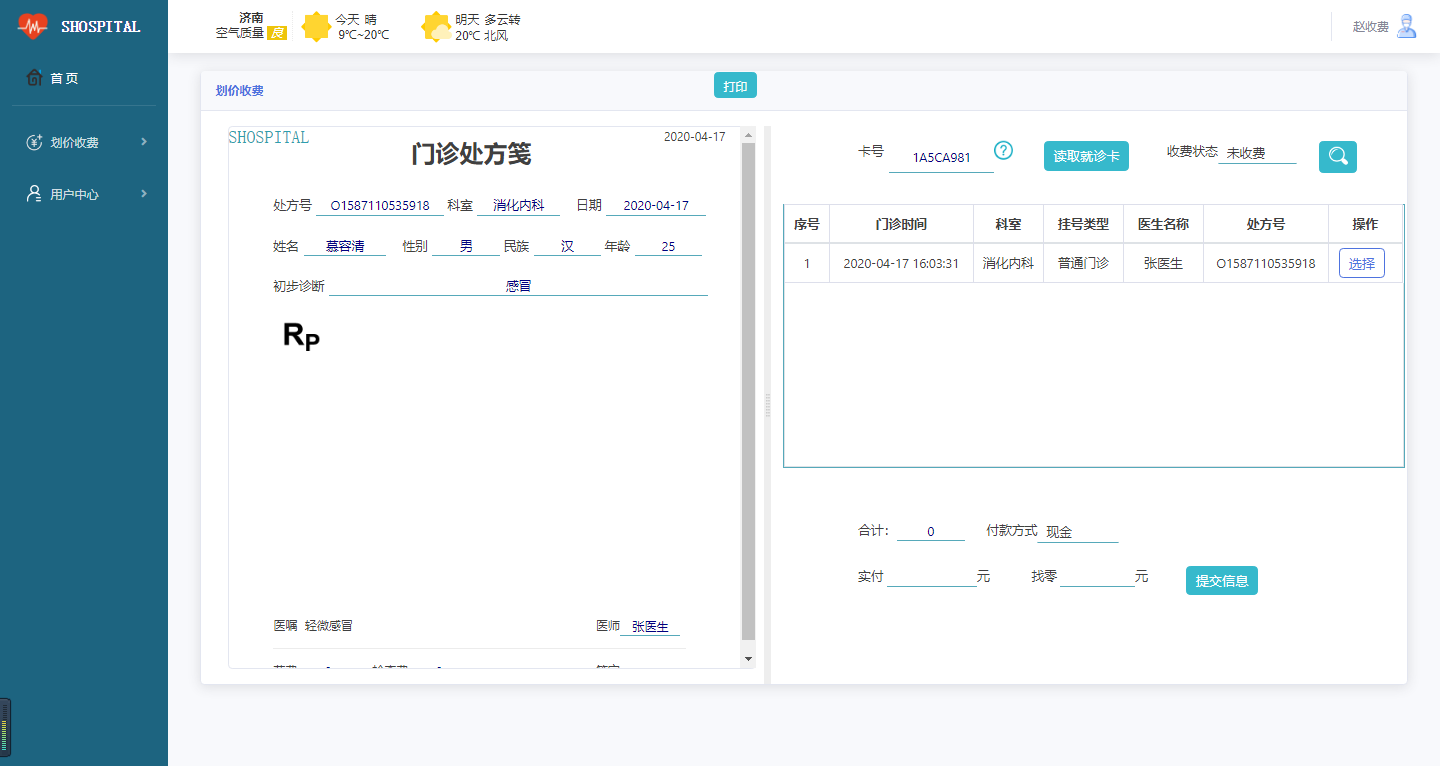 SHOSPITAL
首 页
划价收费
用户中心
济南
空气质量 良
今天 晴
9℃~20℃
明天 多云转
20℃ 北风
赵收费
划价收费
打印
SHOSPITAL
2020-04-17
门诊处方笺
处方号 O1587110535918 科室 消化内科 日期 2020-04-17
姓名 慕容清 性别 男 民族 汉 年龄 25
初步诊断 感冒
RP
医嘱 轻微感冒 医师 张医生
卡号 1A5CA981 ? 读取就诊卡 收费状态 未收费
序号 门诊时间 科室 挂号类型 医生名称 处方号 操作
1 2020-04-17 16:03:31 消化内科 普通门诊 张医生 O1587110535918 选择
合计: 0 付款方式 现金
实付 元 找零 元 提交信息